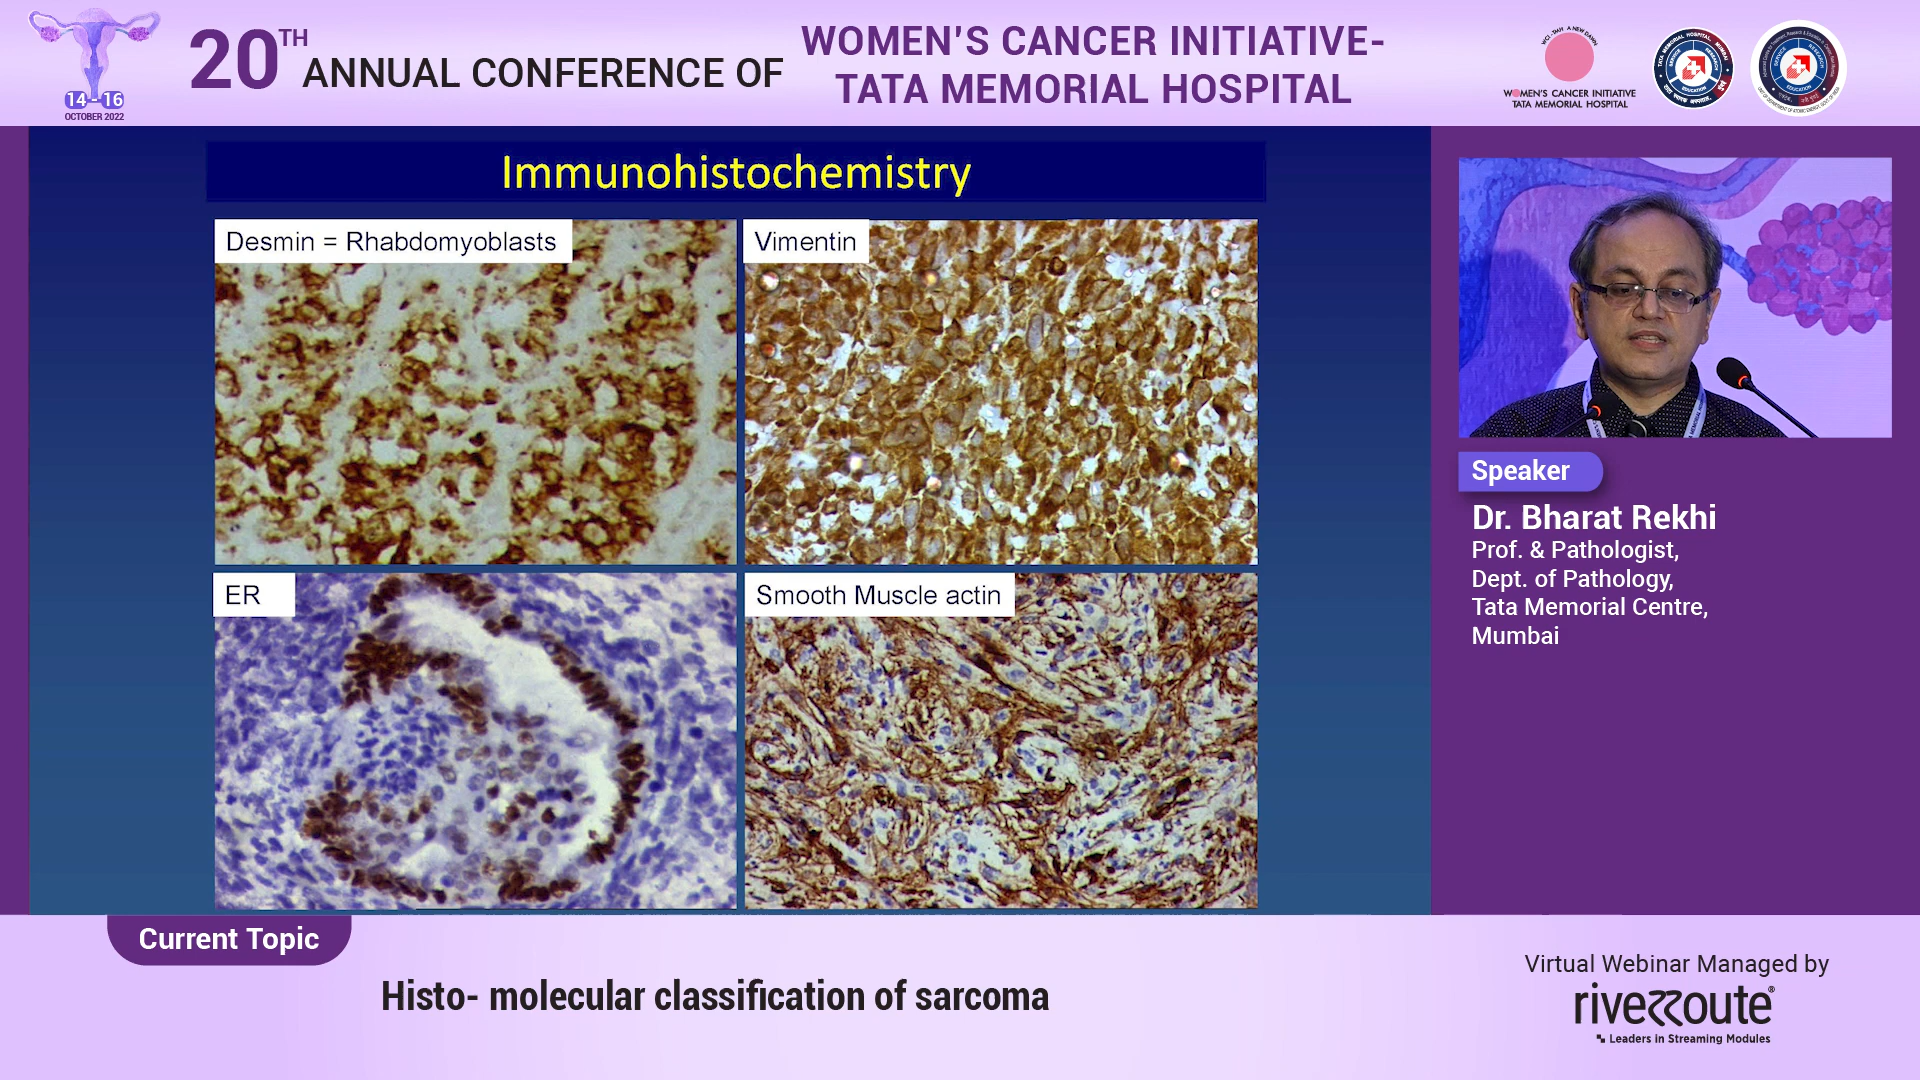 20TH ANNUAL CONFERENCE OF
WOMEN'S CANCER INITIATIVE-
TATA MEMORIAL HOSPITAL
14 - 16
OCTOBER 2022
WOMEN'S CANCER INITIATIVE
TATA MEMORIAL HOSPITAL
Immunohistochemistry
Desmin = Rhabdomyoblasts
Vimentin
ER
Smooth Muscle actin
Speaker
Dr. Bharat Rekhi
Prof. & Pathologist,
Dept. of Pathology,
Tata Memorial Centre,
Mumbai
Current Topic
Histo- molecular classification of sarcoma
Virtual Webinar Managed by
riveRroute®
Leaders in Streaming Modules